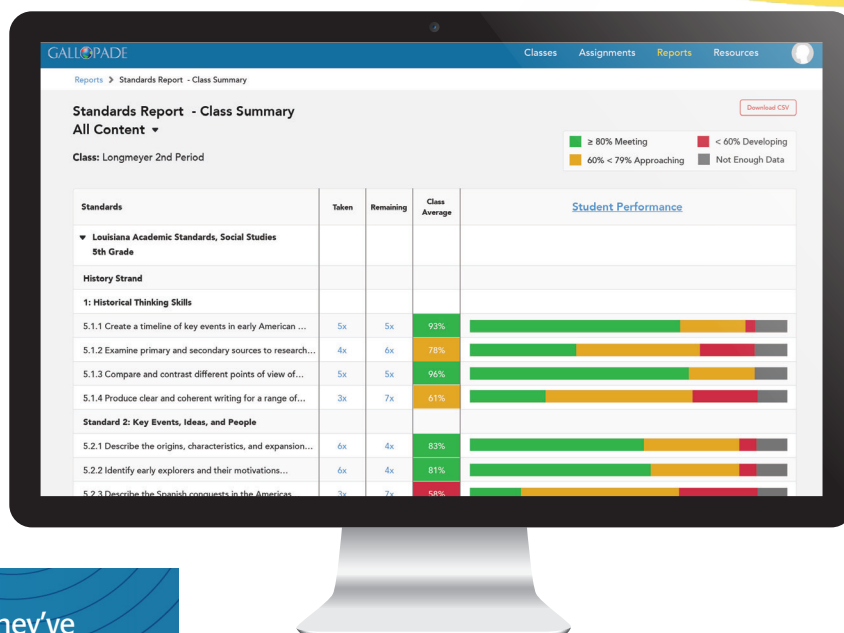 GALLOPADE
Classes Assignments Reports Resources
Reports > Standards Report - Class Summary
Standards Report - Class Summary
Download CSV
All Content
≥ 80% Meeting < 60% Developing
60% < 79% Approaching Not Enough Data
Class: Longmeyer 2nd Period
Standards Taken Remaining Class Average Student Performance
Louisiana Academic Standards, Social Studies
5th Grade
History Strand
1: Historical Thinking Skills
5.1.1 Create a timeline of key events in early American ... 5x 5x 93%
5.1.2 Examine primary and secondary sources to research... 4x 6x 78%
5.1.3 Compare and contrast different points of view of... 5x 5x 96%
5.1.4 Produce clear and coherent writing for a range of... 3x 7x 61%
Standard 2: Key Events, Ideas, and People
5.2.1 Describe the origins, characteristics, and expansion... 6x 4x 83%
5.2.2 Identify early explorers and their motivations... 6x 4x 81%
5.2.3 Describe the Spanish conquests in the Americas 3x 7x 58%